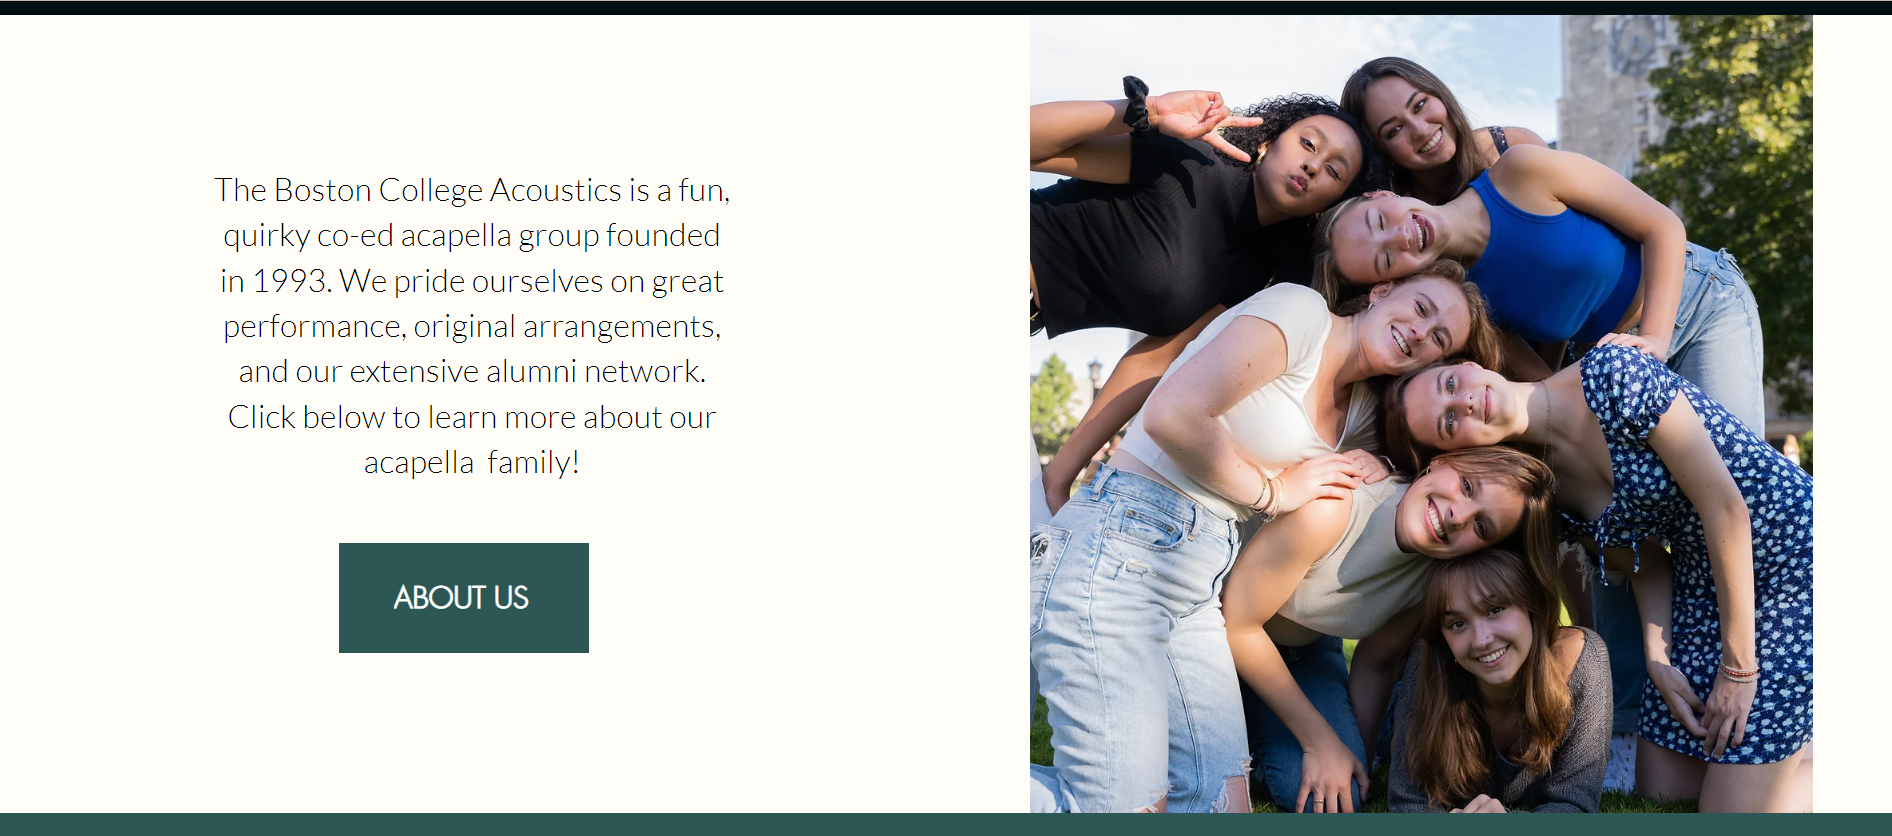 The Boston College Acoustics is a fun,
quirky co-ed acapella group founded
in 1993. We pride ourselves on great
performance, original arrangements,
and our extensive alumni network.
Click below to learn more about our
acapella  family!
ABOUT US